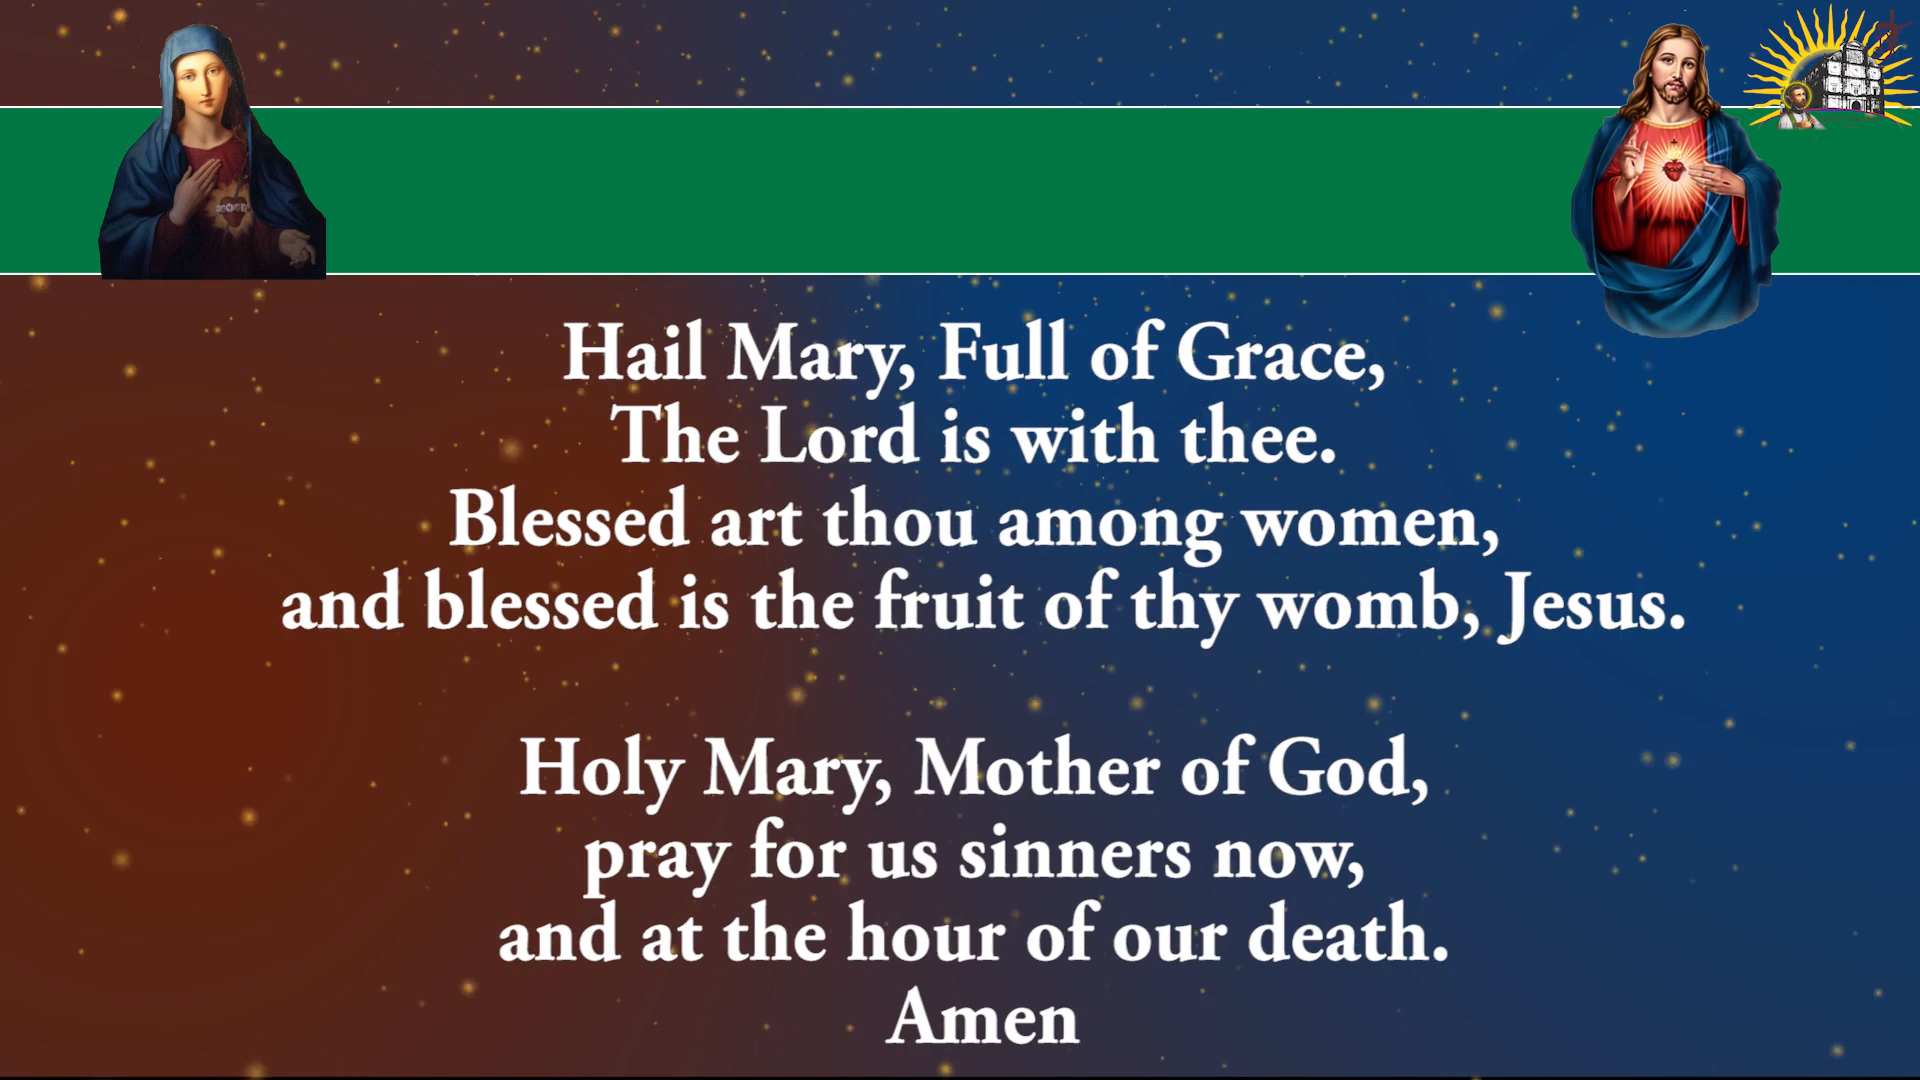 Hail Mary, Full of Grace,
The Lord is with thee.
Blessed art thou among women,
and blessed is the fruit of thy womb, Jesus.
Holy Mary, Mother of God,
pray for us sinners now,
and at the hour of our death.
Amen